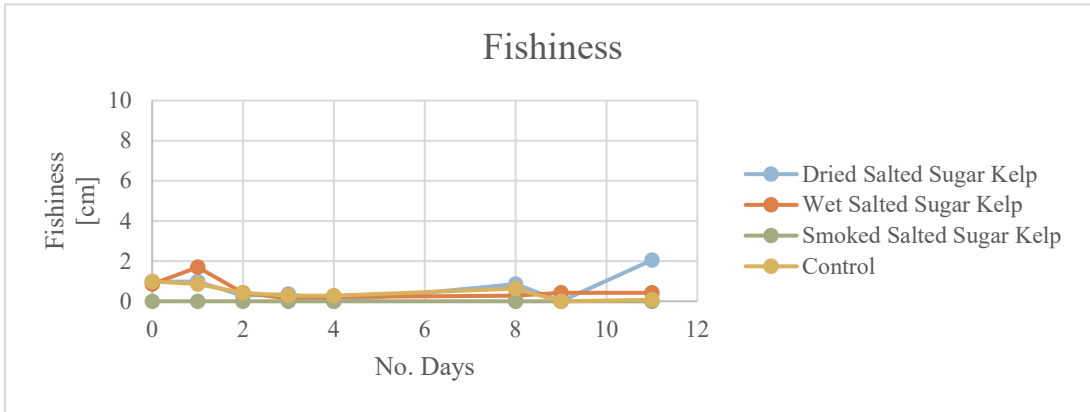 Fishiness
10
8
6
4
2
0
Fishiness
[cm]
0 2 4 6 8 10 12
No. Days
Dried Salted Sugar Kelp
Wet Salted Sugar Kelp
Smoked Salted Sugar Kelp
Control